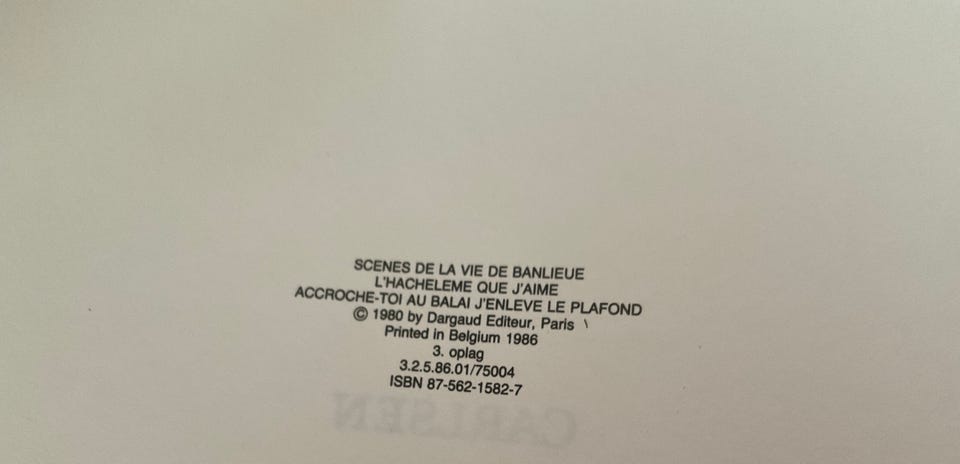 SCENES DE LA VIE DE BANLIEUE
L'HACHELEME QUE J'AIME
ACCROCHE-TOI AU BALAI J'ENLEVE LE PLAFOND
© 1980 by Dargaud Editeur, Paris \
Printed in Belgium 1986
3. oplag
3.2.5.86.01/75004
ISBN 87-562-1582-7
CARLSEN